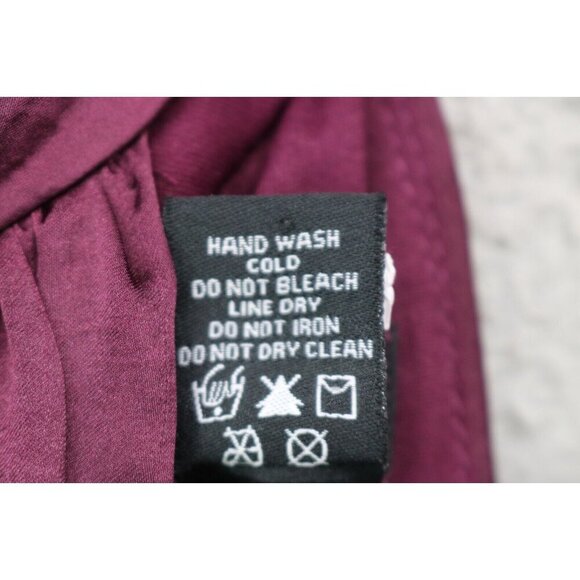 HAND WASH
COLD
DO NOT BLEACH
LINE DRY
DO NOT IRON
DO NOT DRY CLEAN